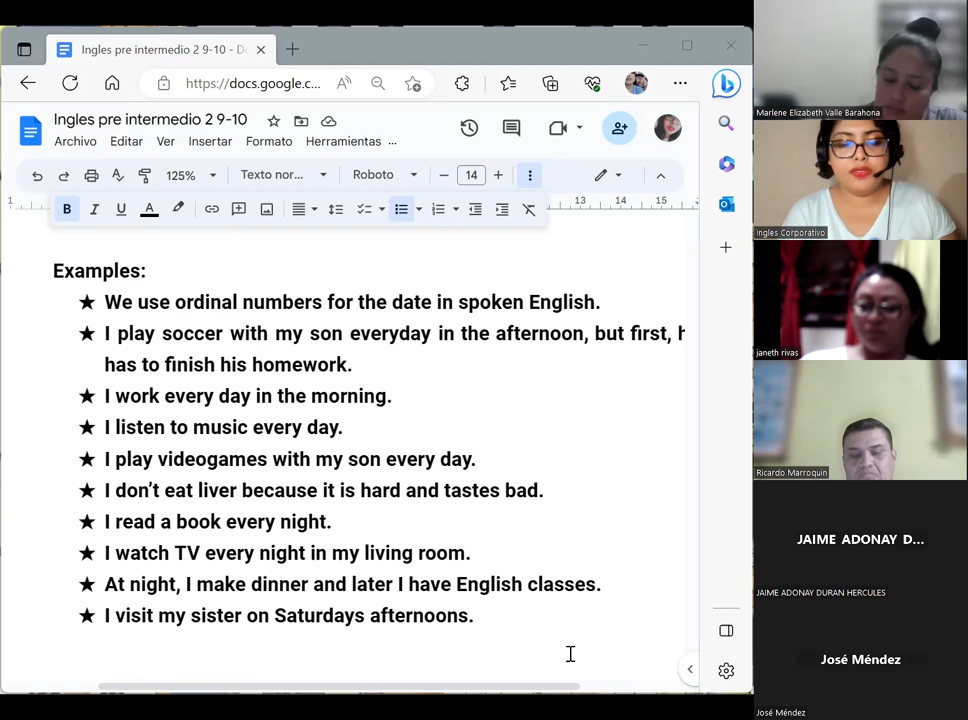 Ingles pre intermedio 2 9-10 - D
https://docs.google.c...
Ingles pre intermedio 2 9-10
Archivo Editar Ver Insertar Formato Herramientas ...
125% Texto nor... Roboto 14
B I U A
1 13 14 15
Examples:
★ We use ordinal numbers for the date in spoken English.
★ I play soccer with my son everyday in the afternoon, but first,
has to finish his homework.
★ I work every day in the morning.
★ I listen to music every day.
★ I play videogames with my son every day.
★ I don't eat liver because it is hard and tastes bad.
★ I read a book every night.
★ I watch TV every night in my living room.
★ At night, I make dinner and later I have English classes.
★ I visit my sister on Saturdays afternoons.
Marlene Elizabeth Valle Barahona
Ingles Corporativo
janeth rivas
Ricardo Marroquin
JAIME ADONAY D...
JAIME ADONAY DURAN HERCULES
José Méndez
José Méndez